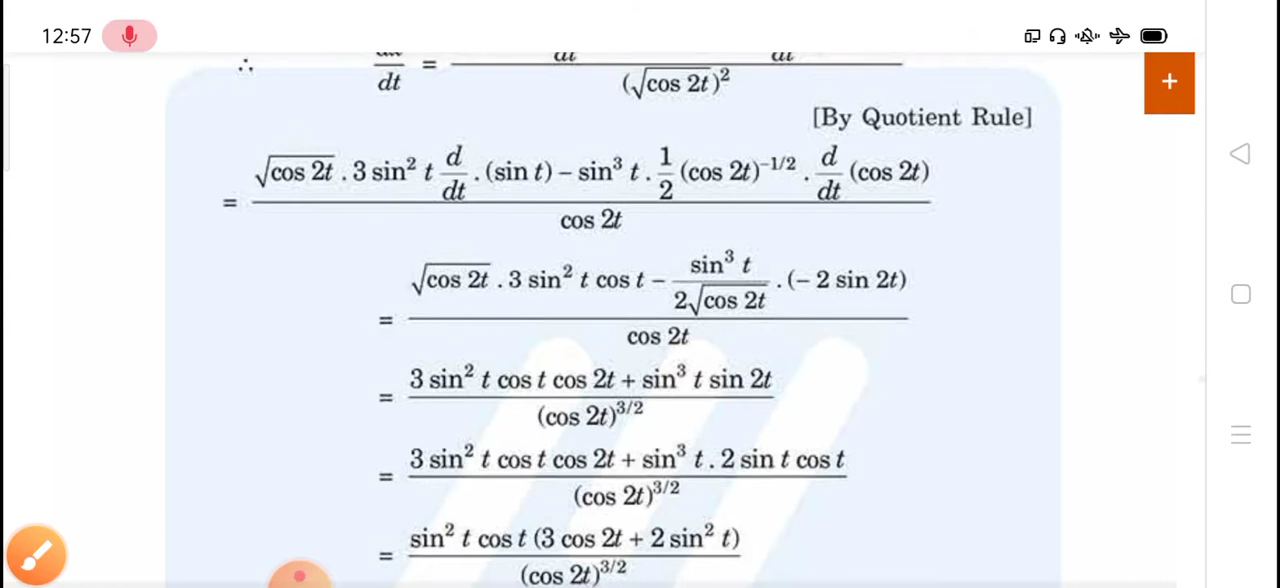 12:57
∴ d/dt = dt dt / (√cos 2t)²
[By Quotient Rule]
= √cos 2t . 3 sin² t d/dt . (sin t) – sin³ t . 1/2 (cos 2t)^–1/2 . d/dt (cos 2t) / cos 2t
= √cos 2t . 3 sin² t cos t – sin³ t / 2√cos 2t . (– 2 sin 2t) / cos 2t
= 3 sin² t cos t cos 2t + sin³ t sin 2t / (cos 2t)^3/2
= 3 sin² t cos t cos 2t + sin³ t . 2 sin t cos t / (cos 2t)^3/2
= sin² t cos t (3 cos 2t + 2 sin² t) / (cos 2t)^3/2